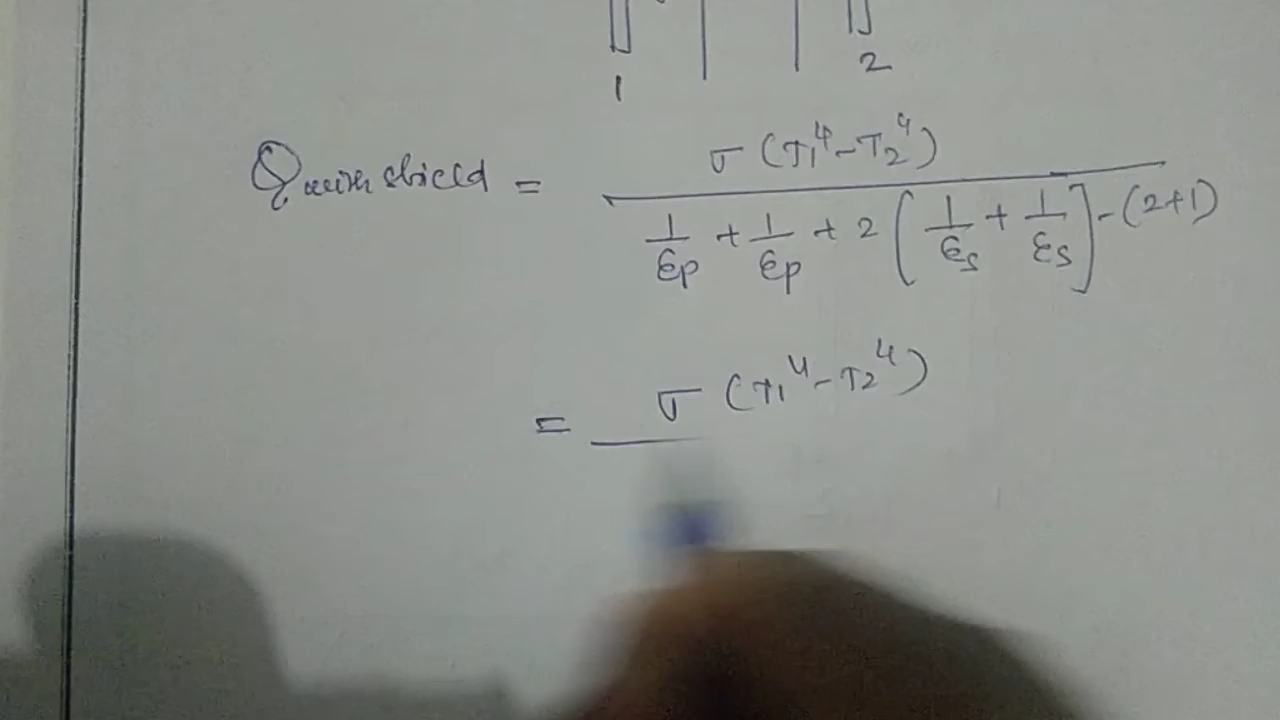 1 2
Q with shield = σ (T₁⁴ - T₂⁴) / 1/εp + 1/εp + 2 [1/εs + 1/εs] - (2+1)
= σ (T₁⁴ - T₂⁴)